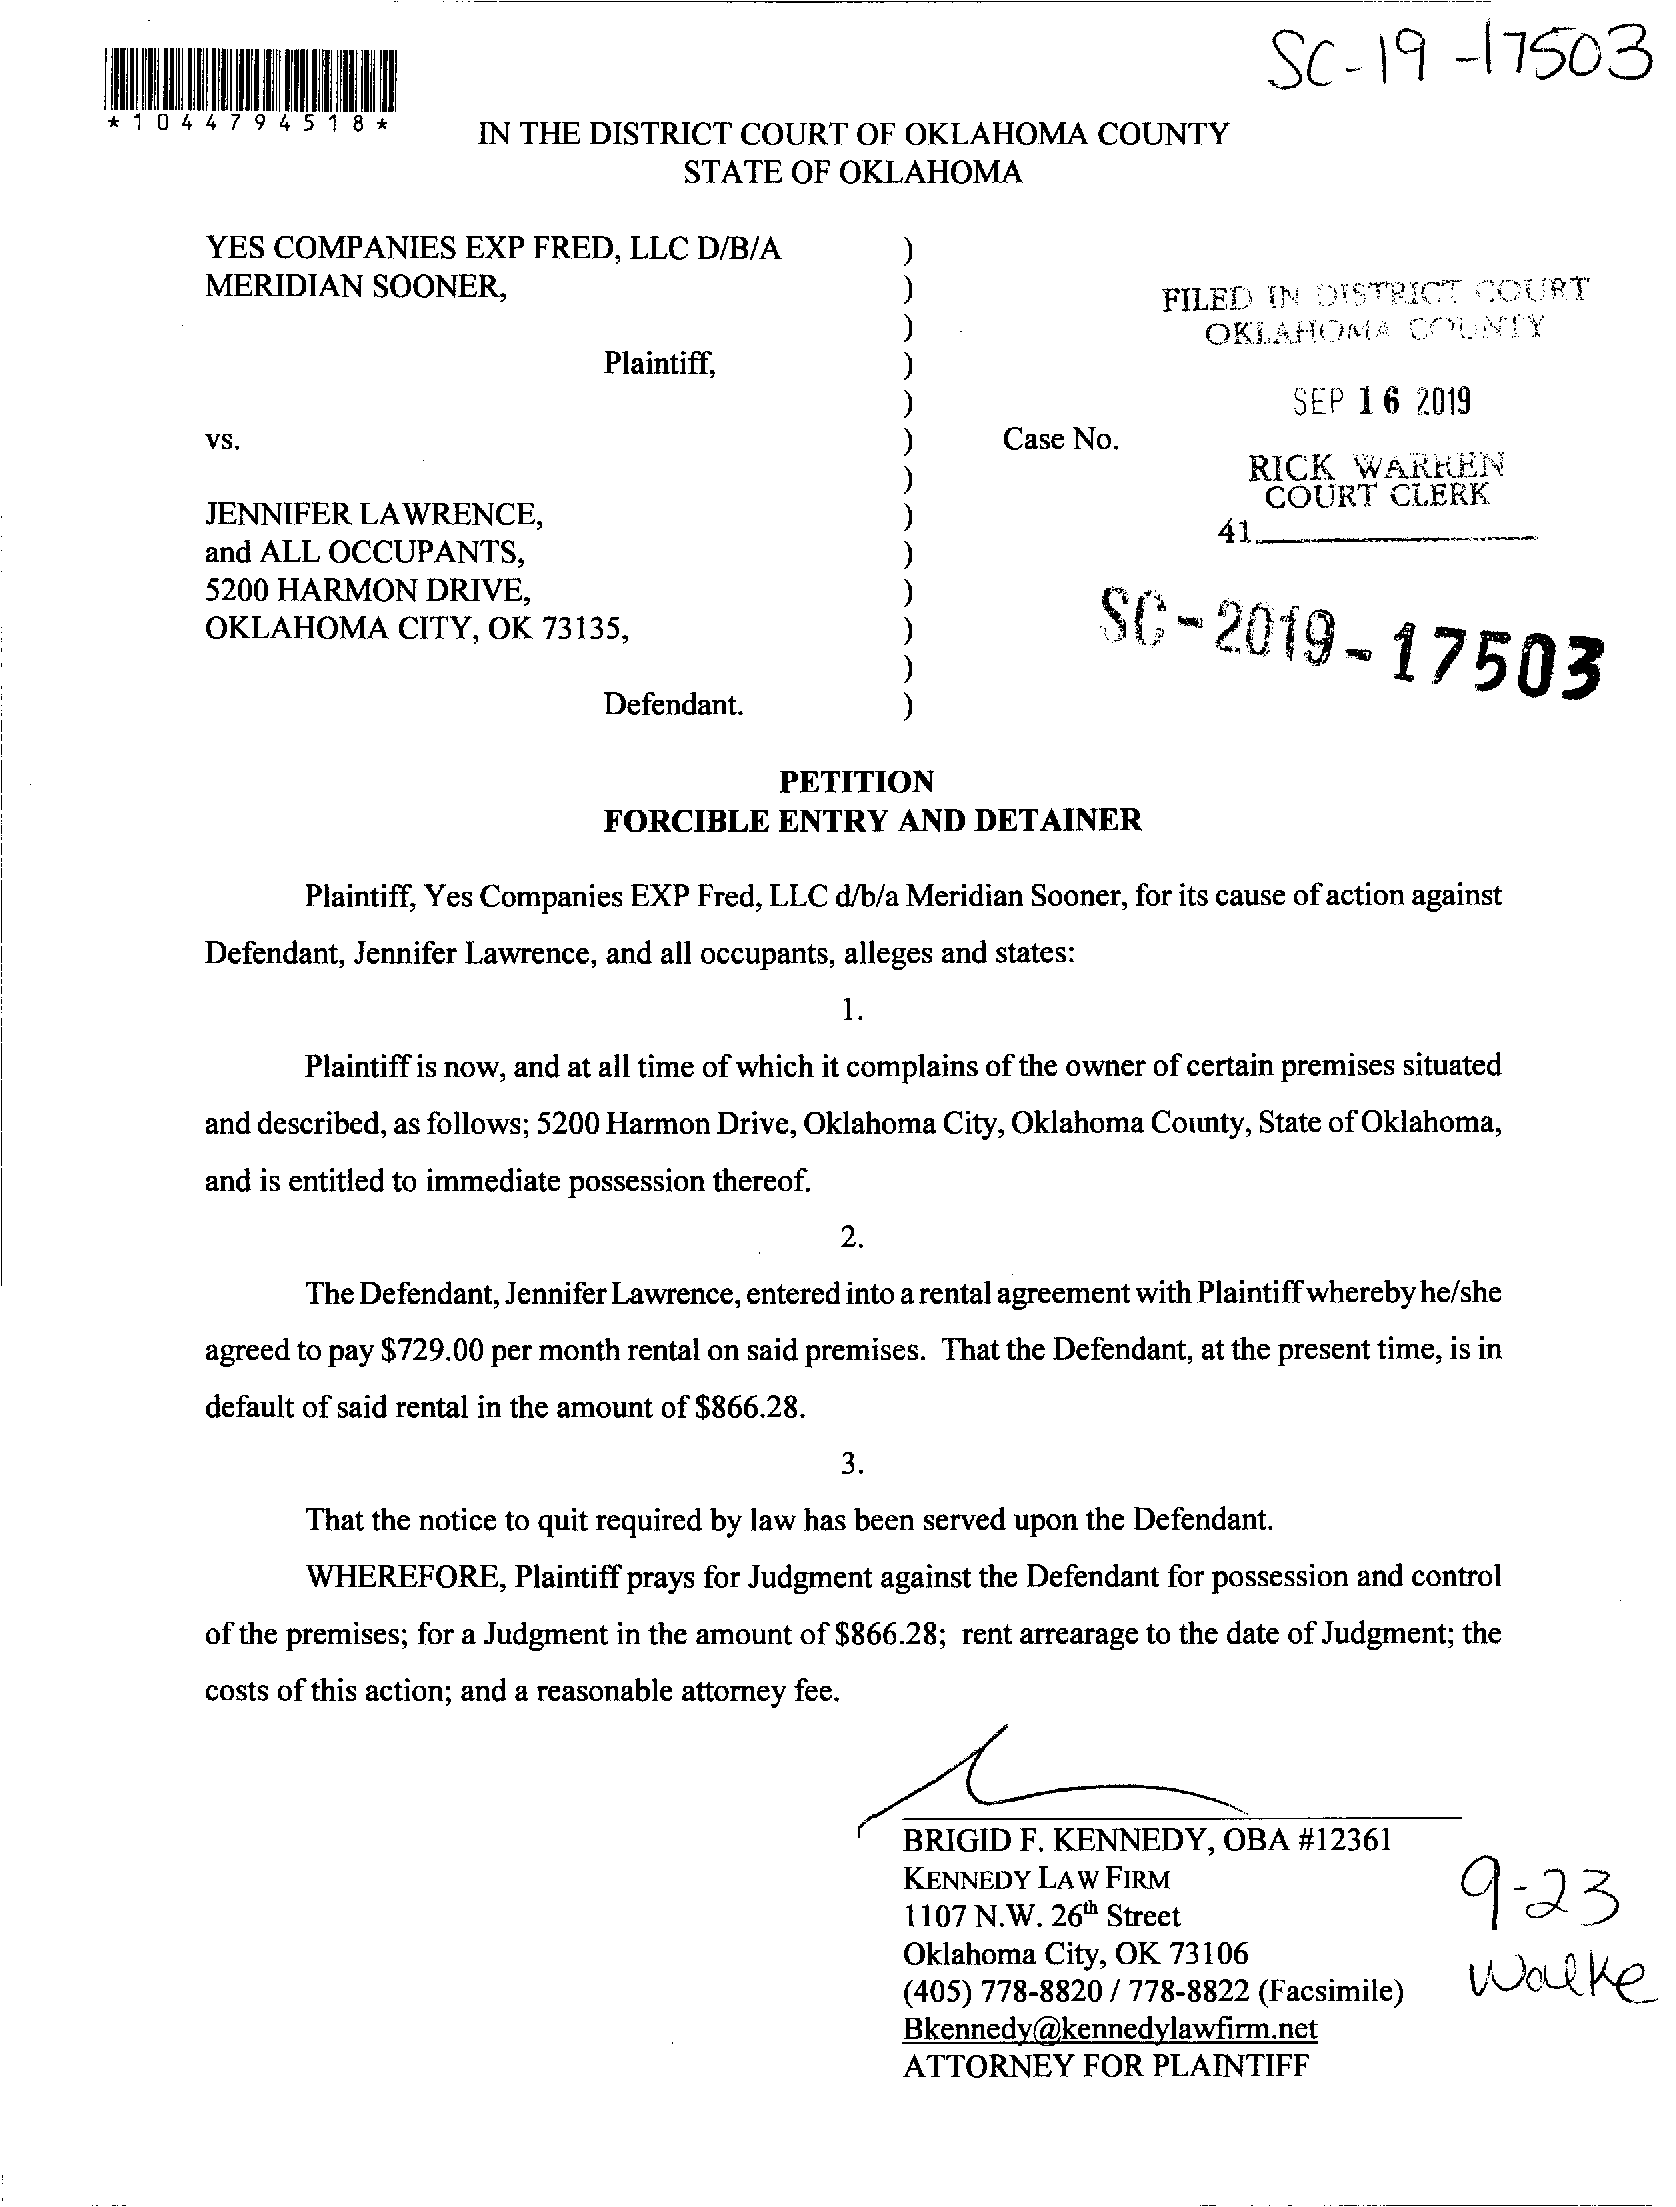 SC-19-17503
*1044794518*
IN THE DISTRICT COURT OF OKLAHOMA COUNTY
STATE OF OKLAHOMA
YES COMPANIES EXP FRED, LLC D/B/A )
MERIDIAN SOONER, )
)
Plaintiff, )
)
vs. ) Case No.
)
JENNIFER LAWRENCE, )
and ALL OCCUPANTS, )
5200 HARMON DRIVE, )
OKLAHOMA CITY, OK 73135, )
)
Defendant. )
FILED IN DISTRICT COURT
OKLAHOMA COUNTY
SEP 16 2019
RICK WARREN
COURT CLERK
41
SC-2019-17503
PETITION
FORCIBLE ENTRY AND DETAINER
Plaintiff, Yes Companies EXP Fred, LLC d/b/a Meridian Sooner, for its cause of action against
Defendant, Jennifer Lawrence, and all occupants, alleges and states:
1.
Plaintiff is now, and at all time of which it complains of the owner of certain premises situated
and described, as follows; 5200 Harmon Drive, Oklahoma City, Oklahoma County, State of Oklahoma,
and is entitled to immediate possession thereof.
2.
The Defendant, Jennifer Lawrence, entered into a rental agreement with Plaintiff whereby he/she
agreed to pay $729.00 per month rental on said premises. That the Defendant, at the present time, is in
default of said rental in the amount of $866.28.
3.
That the notice to quit required by law has been served upon the Defendant.
WHEREFORE, Plaintiff prays for Judgment against the Defendant for possession and control
of the premises; for a Judgment in the amount of $866.28; rent arrearage to the date of Judgment; the
costs of this action; and a reasonable attorney fee.
BRIGID F. KENNEDY, OBA #12361
KENNEDY LAW FIRM
1107 N.W. 26th Street
Oklahoma City, OK 73106
(405) 778-8820 / 778-8822 (Facsimile)
Bkennedy@kennedylawfirm.net
ATTORNEY FOR PLAINTIFF
9-23
Walke